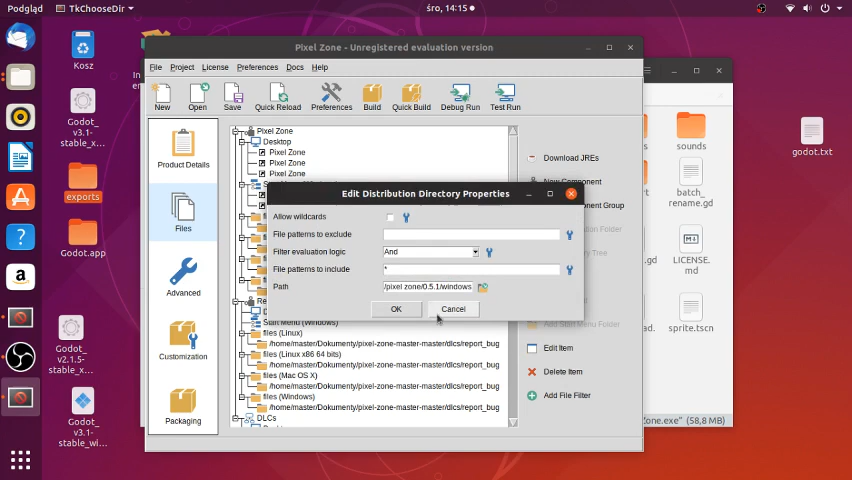 Podgląd
TkChooseDir
śro, 14:15
Kosz
Godot_
v3.1-
stable_x...
exports
Godot.app
Godot_
v2.1.5-
stable_x...
Godot_
v3.1-
stable_wi...
Pixel Zone - Unregistered evaluation version
File Project License Preferences Docs Help
New Open Save Quick Reload Preferences Build Quick Build Debug Run Test Run
Product Details
Files
Advanced
Customization
Packaging
Pixel Zone
Desktop
Pixel Zone
Pixel Zone
Pixel Zone
Download JREs
Edit Distribution Directory Properties
Allow wildcards
File patterns to exclude
Filter evaluation logic And
File patterns to include *
Path /pixel zone/0.5.1/windows
OK Cancel
Start Menu (Windows)
files (Linux)
/home/master/Dokumenty/pixel-zone-master-master/dlcs/report_bug
files (Linux x86 64 bits)
/home/master/Dokumenty/pixel-zone-master-master/dlcs/report_bug
files (Mac OS X)
/home/master/Dokumenty/pixel-zone-master-master/dlcs/report_bug
files (Windows)
/home/master/Dokumenty/pixel-zone-master-master/dlcs/report_bug
DLCs
Add Start Menu Folder
Edit Item
Delete Item
Add File Filter
sounds
batch_
rename.gd
LICENSE.
md
sprite.tscn
Zone.exe" (58,8 MB)
godot.txt